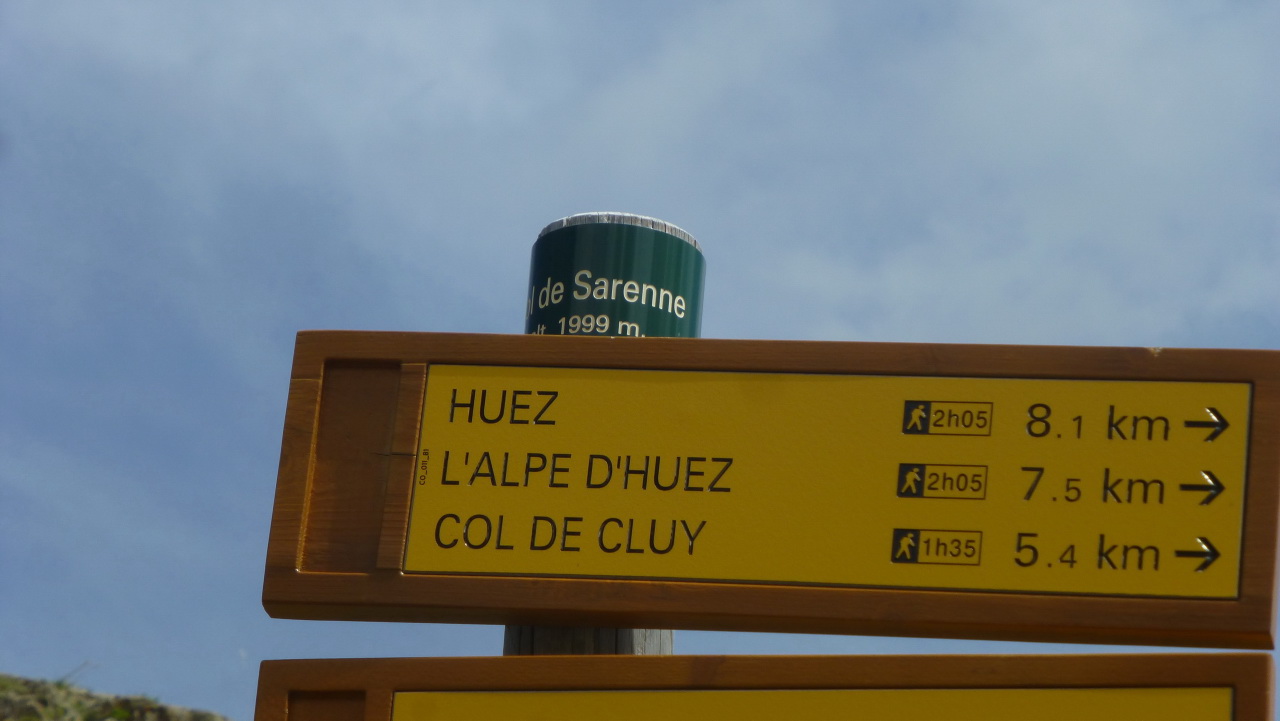 l de Sarenne
alt. 1999 m.
HUEZ 2h05 8.1 km →
L'ALPE D'HUEZ 2h05 7.5 km →
COL DE CLUY 1h35 5.4 km →